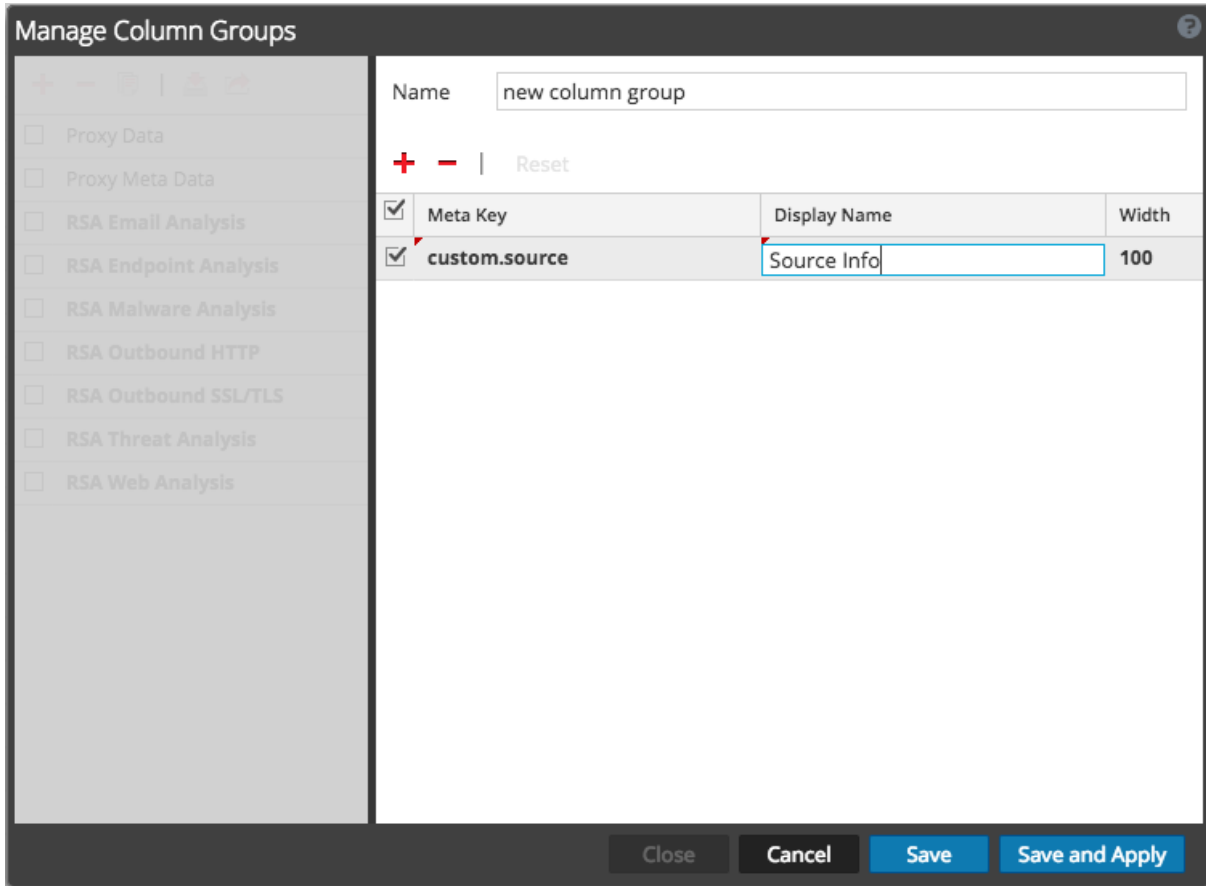 Manage Column Groups
Proxy Data
Proxy Meta Data
RSA Email Analysis
RSA Endpoint Analysis
RSA Malware Analysis
RSA Outbound HTTP
RSA Outbound SSL/TLS
RSA Threat Analysis
RSA Web Analysis
Name new column group
Reset
Meta Key Display Name Width
custom.source Source Info 100
Close Cancel Save Save and Apply